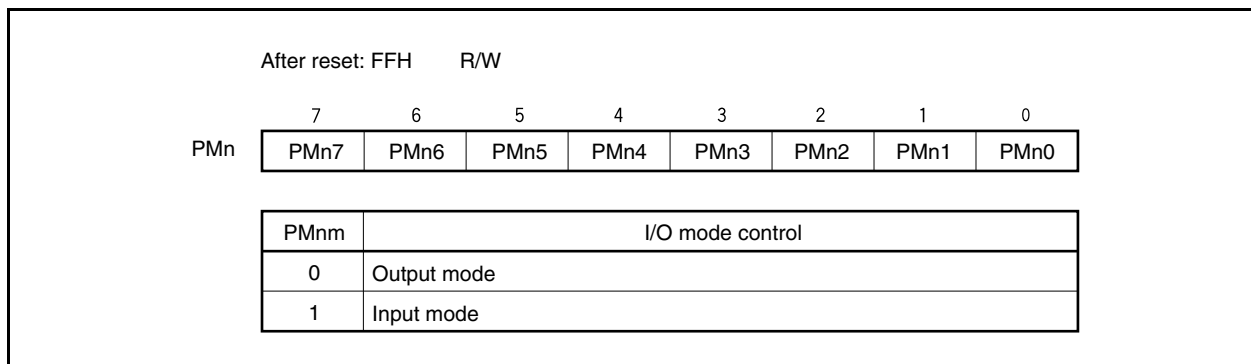 After reset: FFH R/W
7 6 5 4 3 2 1 0
PMn PMn7 PMn6 PMn5 PMn4 PMn3 PMn2 PMn1 PMn0
PMnm I/O mode control
0 Output mode
1 Input mode